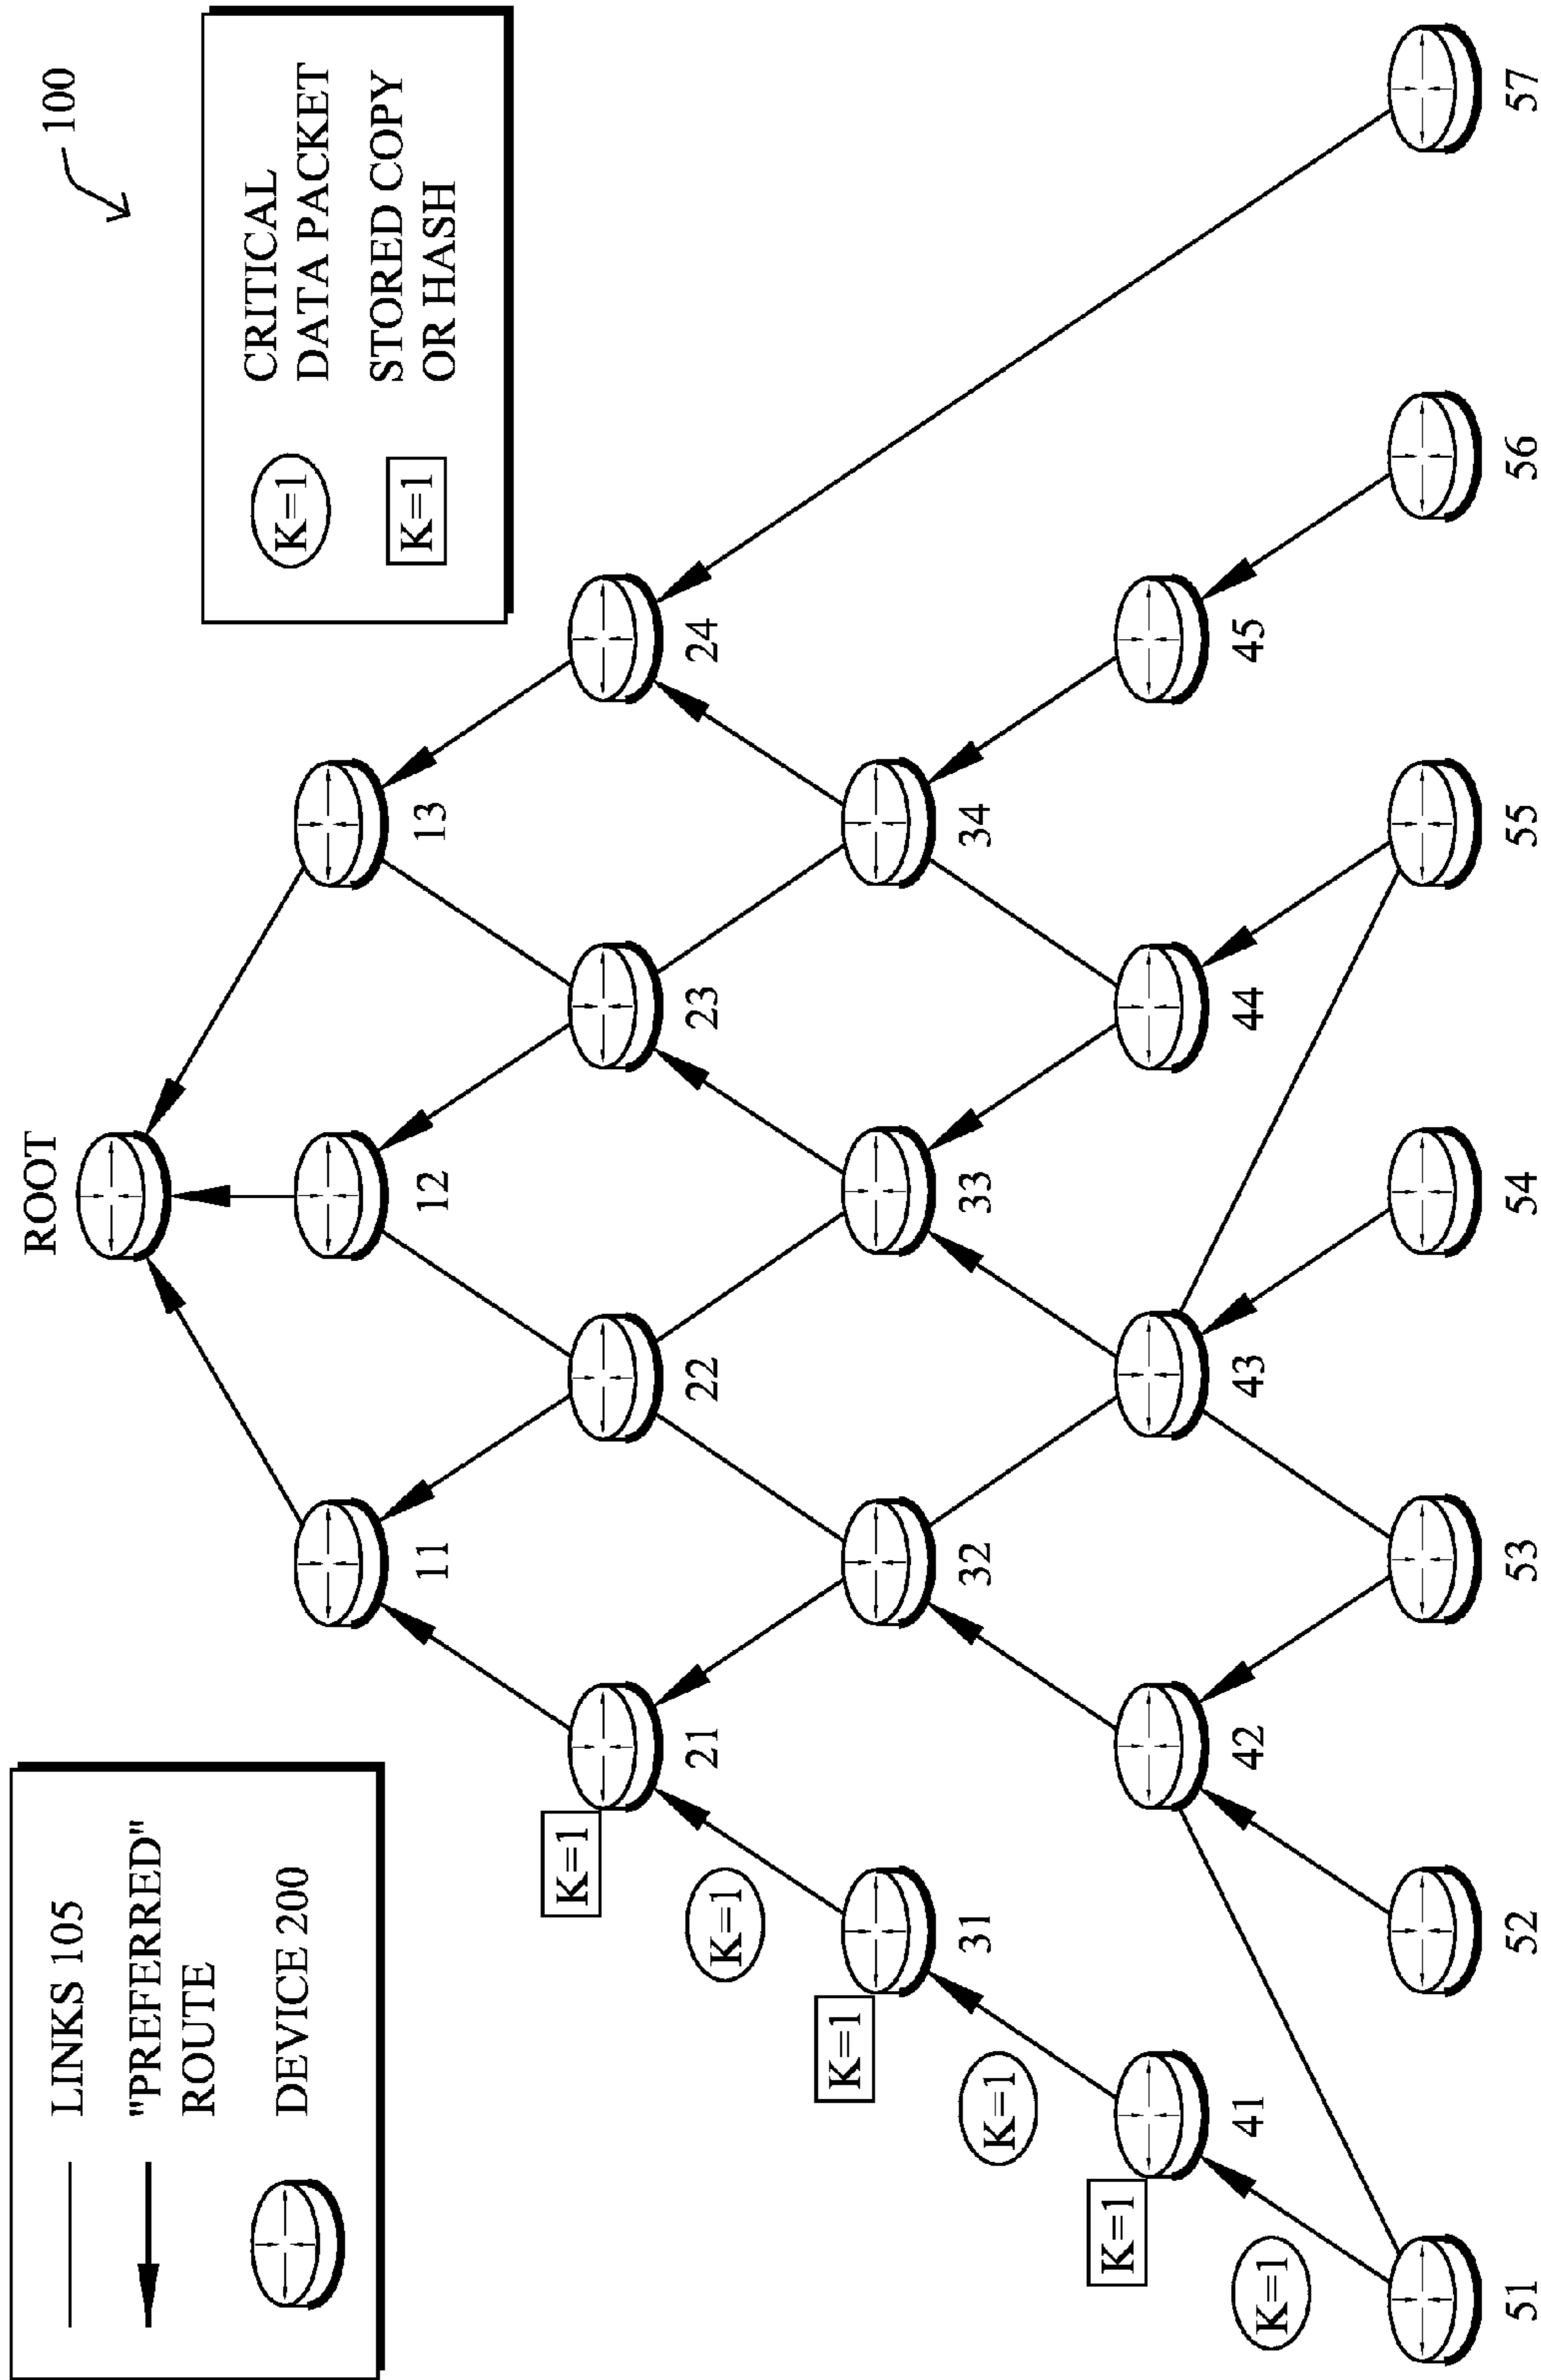 100
LINKS 105
"PREFERRED"
ROUTE
DEVICE 200
K=1
CRITICAL
DATA PACKET
K=1
STORED COPY
OR HASH
ROOT
11
12
13
K=1
21
22
23
24
K=1
K=1
31
32
33
34
K=1
K=1
41
42
43
44
45
K=1
51
52
53
54
55
56
57